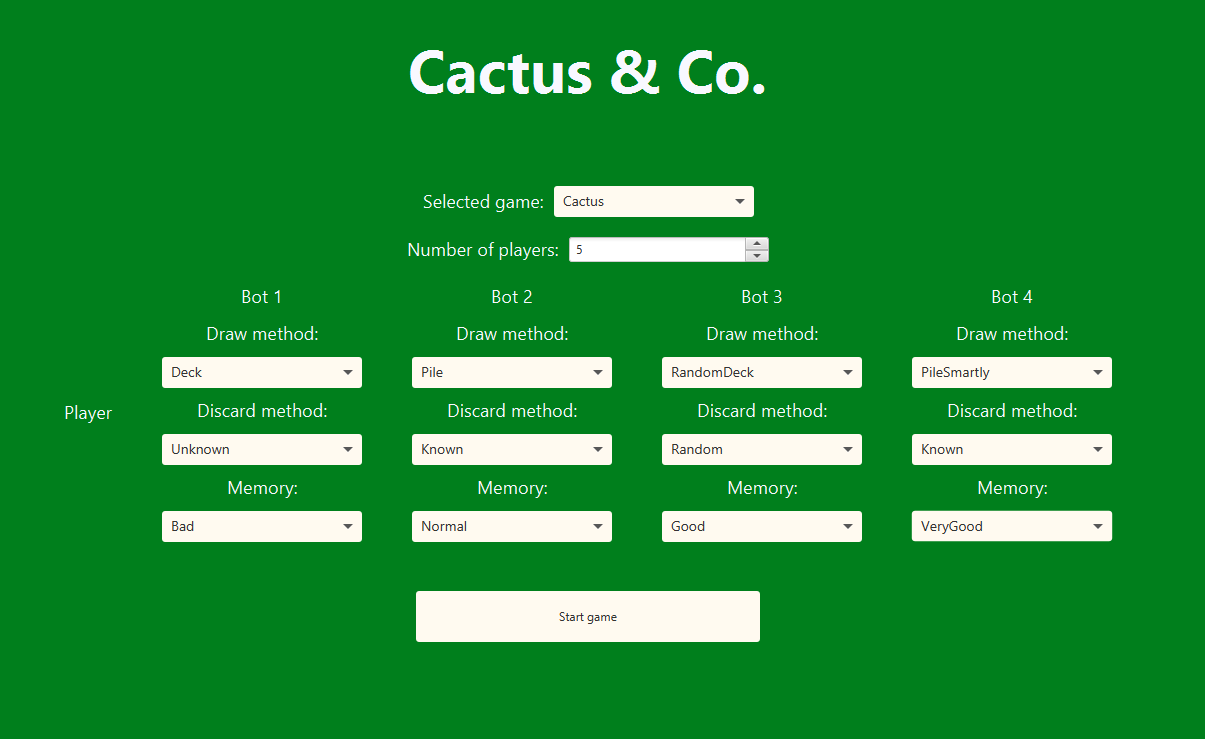 Cactus & Co.
Selected game: Cactus
Number of players: 5
Bot 1 Bot 2 Bot 3 Bot 4
Draw method: Draw method: Draw method: Draw method:
Deck Pile RandomDeck PileSmartly
Player Discard method: Discard method: Discard method: Discard method:
Unknown Known Random Known
Memory: Memory: Memory: Memory:
Bad Normal Good VeryGood
Start game